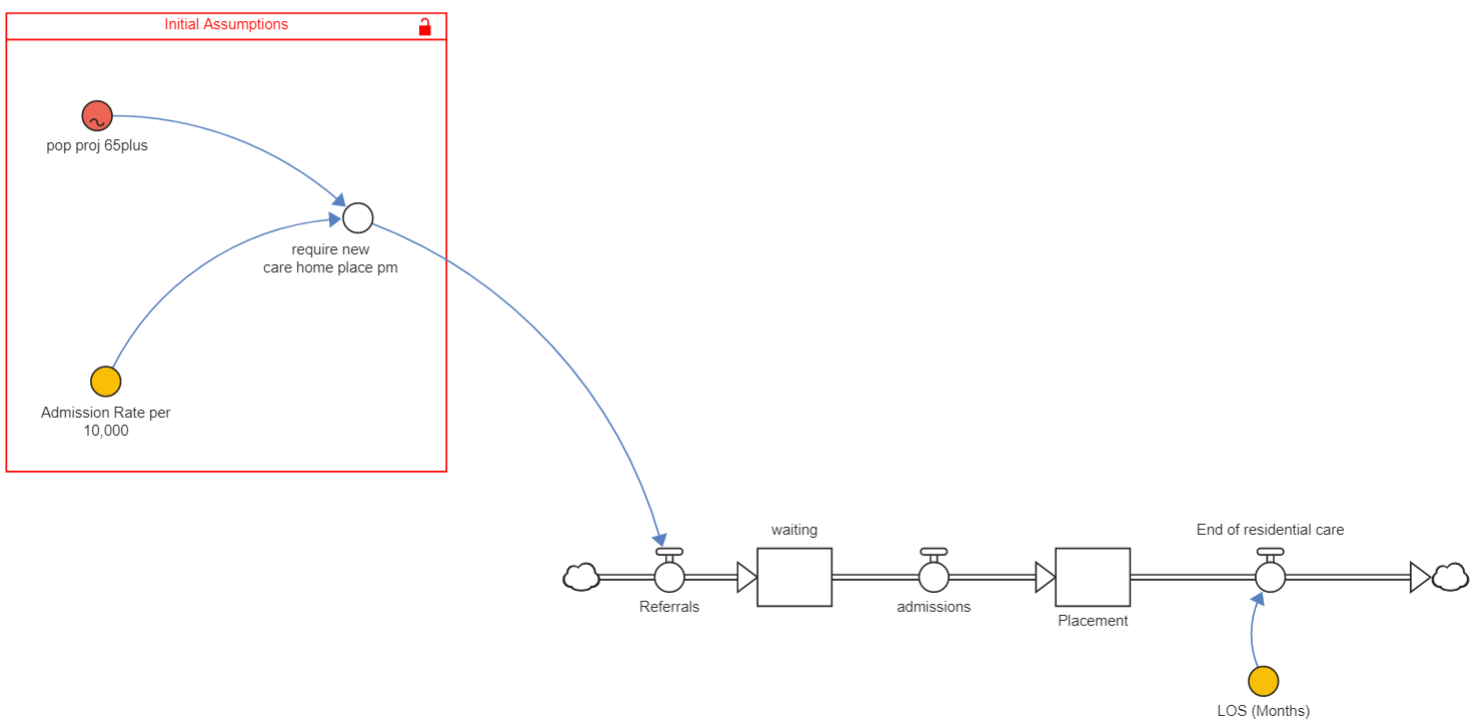 Initial Assumptions
pop proj 65plus
require new
care home place pm
Admission Rate per
10,000
waiting
End of residential care
Referrals
admissions
Placement
LOS (Months)